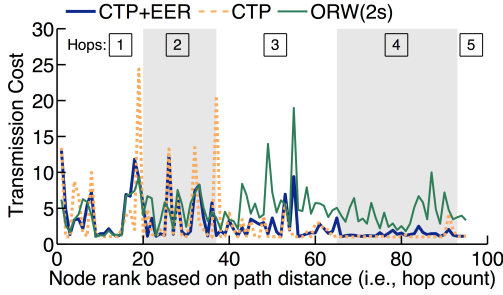 CTP+EER CTP ORW(2s)
30
Hops: 1 2 3 4 5
25
20
15
10
5
0
0 20 40 60 80 100
Transmission Cost
Node rank based on path distance (i.e., hop count)